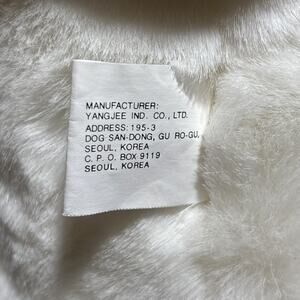 MANUFACTURER:
YANGJEE IND. CO., LTD.
ADDRESS: 195-3
DOG SAN-DONG, GU RO-GU,
SEOUL, KOREA
C. P. O. BOX 9119
SEOUL, KOREA